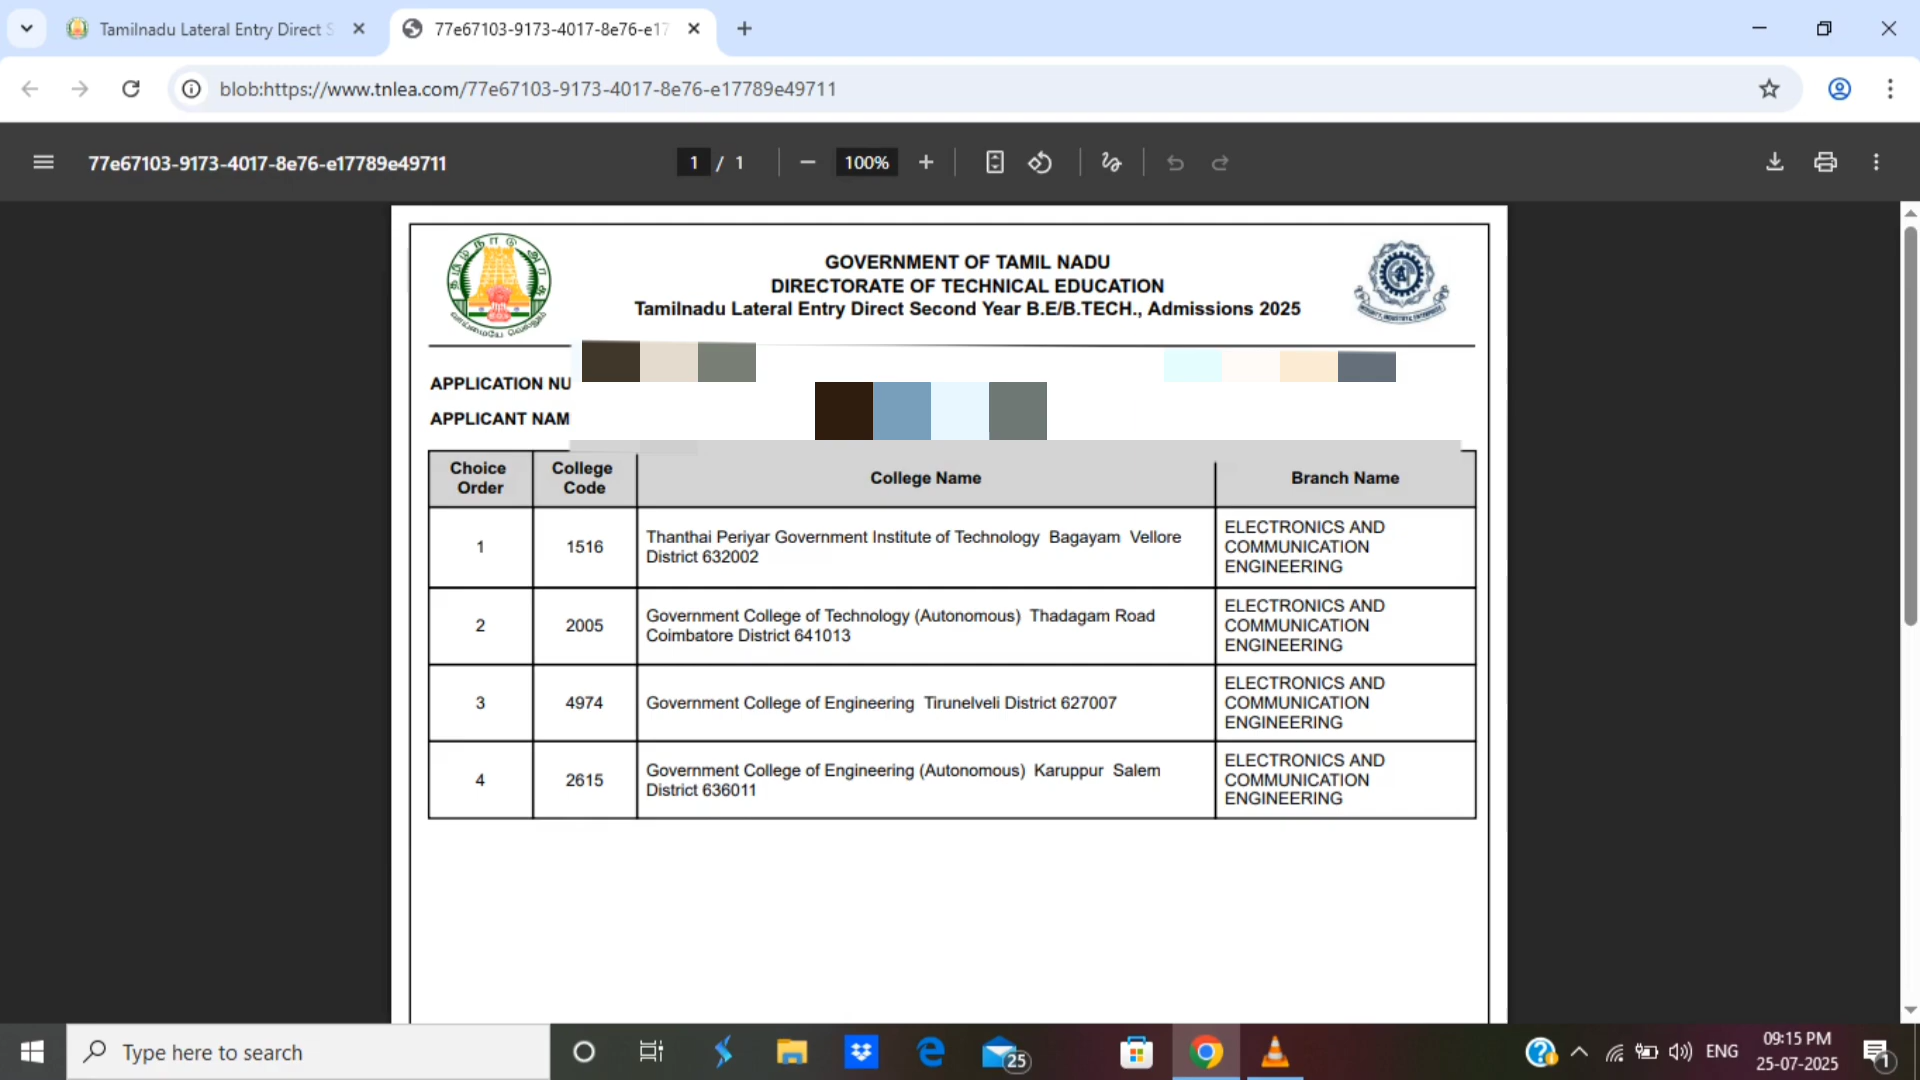 Tamilnadu Lateral Entry Direct S
77e67103-9173-4017-8e76-e17
blob:https://www.tnlea.com/77e67103-9173-4017-8e76-e17789e49711
77e67103-9173-4017-8e76-e17789e49711
1 / 1
100%
GOVERNMENT OF TAMIL NADU
DIRECTORATE OF TECHNICAL EDUCATION
Tamilnadu Lateral Entry Direct Second Year B.E/B.TECH., Admissions 2025
APPLICATION NU
APPLICANT NAM
Choice Order College Code College Name Branch Name
1 1516 Thanthai Periyar Government Institute of Technology Bagayam Vellore District 632002 ELECTRONICS AND COMMUNICATION ENGINEERING
2 2005 Government College of Technology (Autonomous) Thadagam Road Coimbatore District 641013 ELECTRONICS AND COMMUNICATION ENGINEERING
3 4974 Government College of Engineering Tirunelveli District 627007 ELECTRONICS AND COMMUNICATION ENGINEERING
4 2615 Government College of Engineering (Autonomous) Karuppur Salem District 636011 ELECTRONICS AND COMMUNICATION ENGINEERING
Type here to search
25
ENG
09:15 PM
25-07-2025
1